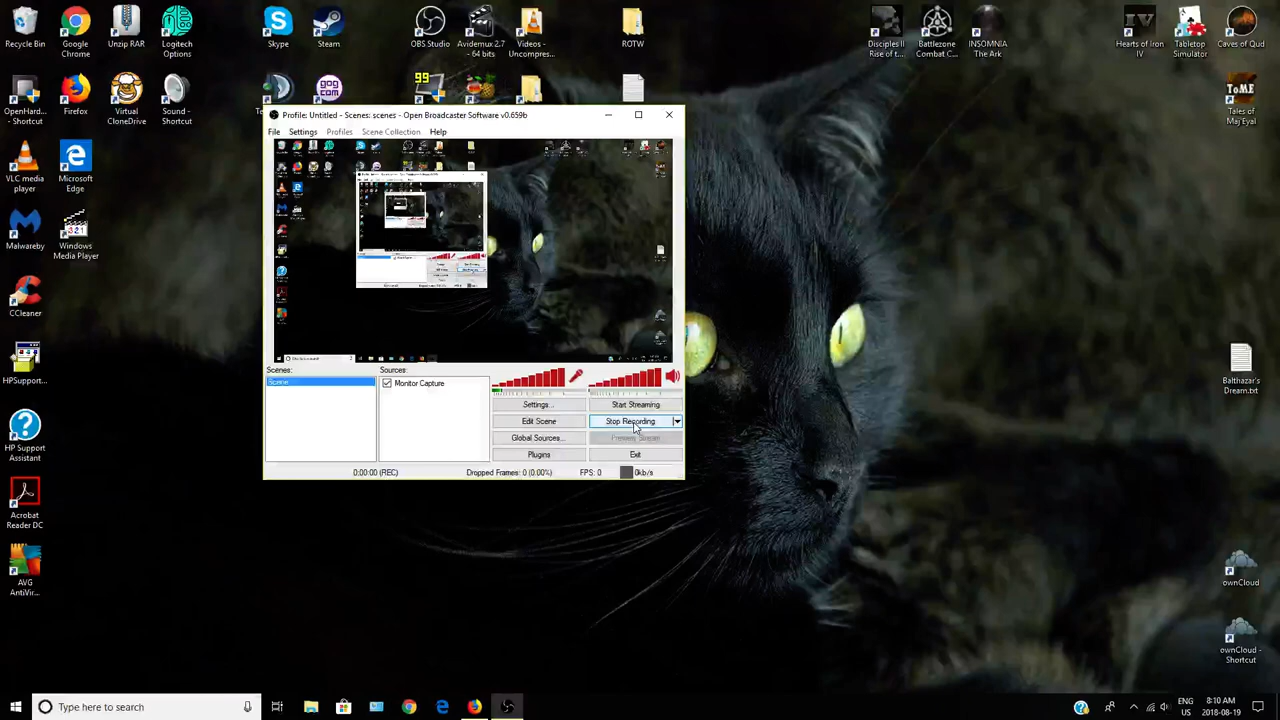 Recycle Bin
Google Chrome
Unzip RAR
Logitech Options
Skype
Steam
OBS Studio
Avidemux 2.7 - 64 bits
Videos - Uncompres...
ROTW
Disciples II Rise of t...
Battlezone Combat C...
INSOMNIA The Ark
Hearts of Iron IV
Tabletop Simulator
Caves of Qud
OpenHard... - Shortcut
Firefox
Virtual CloneDrive
Sound - Shortcut
99
Tales of Maj Eyal
VLC media player
Microsoft Edge
Malwareby
Windows Media Player
CCleaner
HPSupport...
HP Support Assistant
Acrobat Reader DC
AVG AntiVir...
Balthazar's Dream.txt
ownCloud
ownCloud - Shortcut
Profile: Untitled - Scenes: scenes - Open Broadcaster Software v0.659b
File Settings Profiles Scene Collection Help
Scenes: Sources:
Scene
Monitor Capture
Settings... Start Streaming
Edit Scene Stop Recording
Global Sources... Preview Stream
Plugins Exit
0:00:00 (REC) Dropped Frames: 0 (0.00%) FPS: 0 0kb/s
Type here to search
ENG
US
8:10 AM
2018-08-19